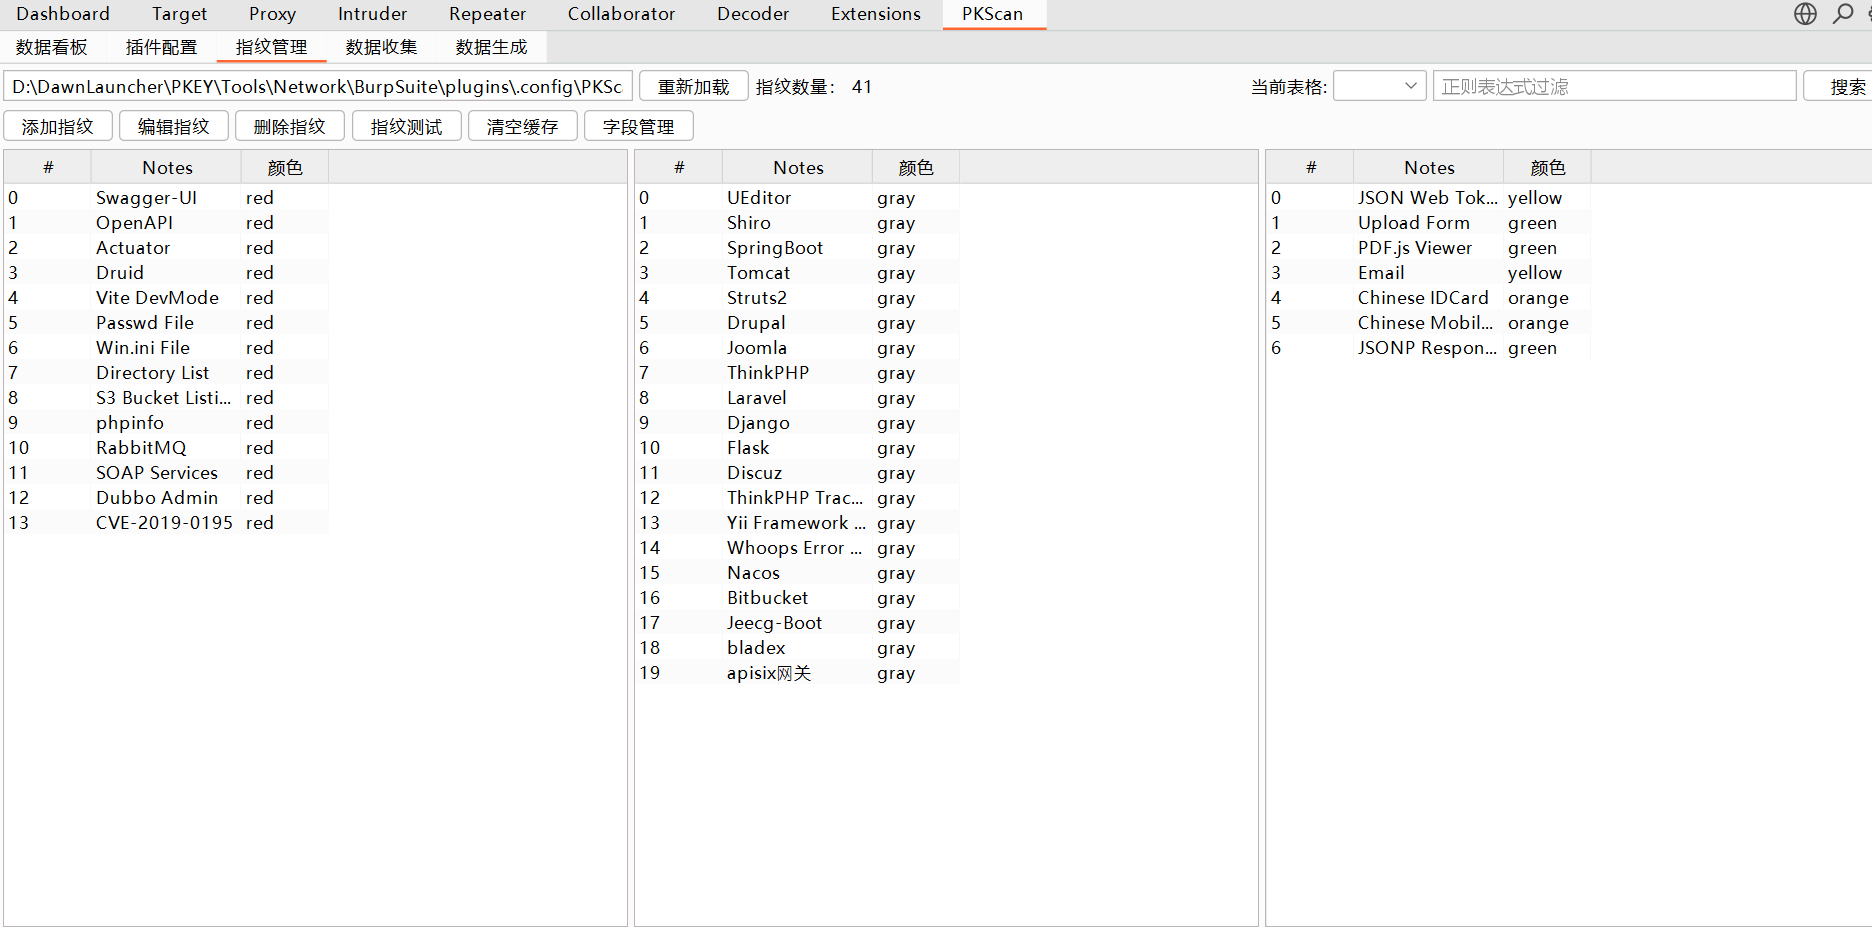 Dashboard Target Proxy Intruder Repeater Collaborator Decoder Extensions PKScan
数据看板 插件配置 指纹管理 数据收集 数据生成
D:\DawnLauncher\PKEY\Tools\Network\BurpSuite\plugins\.config\PKSc 重新加载 指纹数量： 41 当前表格: 正则表达式过滤 搜索
添加指纹 编辑指纹 删除指纹 指纹测试 清空缓存 字段管理
# Notes 颜色
0 Swagger-UI red
1 OpenAPI red
2 Actuator red
3 Druid red
4 Vite DevMode red
5 Passwd File red
6 Win.ini File red
7 Directory List red
8 S3 Bucket Listi... red
9 phpinfo red
10 RabbitMQ red
11 SOAP Services red
12 Dubbo Admin red
13 CVE-2019-0195 red
# Notes 颜色
0 UEditor gray
1 Shiro gray
2 SpringBoot gray
3 Tomcat gray
4 Struts2 gray
5 Drupal gray
6 Joomla gray
7 ThinkPHP gray
8 Laravel gray
9 Django gray
10 Flask gray
11 Discuz gray
12 ThinkPHP Trac... gray
13 Yii Framework ... gray
14 Whoops Error ... gray
15 Nacos gray
16 Bitbucket gray
17 Jeecg-Boot gray
18 bladex gray
19 apisix网关 gray
# Notes 颜色
0 JSON Web Tok... yellow
1 Upload Form green
2 PDF.js Viewer green
3 Email yellow
4 Chinese IDCard orange
5 Chinese Mobil... orange
6 JSONP Respon... green